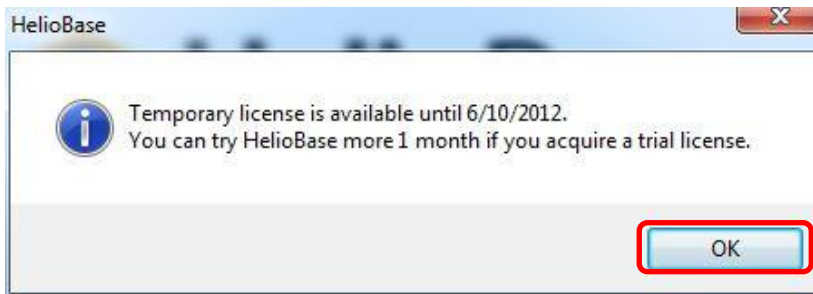 HelioBase
Temporary license is available until 6/10/2012.
You can try HelioBase more 1 month if you acquire a trial license.
OK